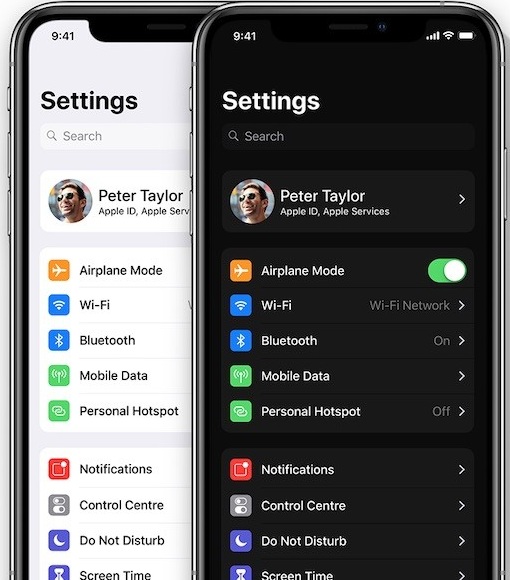 9:41
Settings
Search
Peter Taylor
Apple ID, Apple Serv
Airplane Mode
Wi-Fi
Bluetooth
Mobile Data
Personal Hotspot
Notifications
Control Centre
Do Not Disturb
Screen Time
9:41
Settings
Search
Peter Taylor
Apple ID, Apple Services
Airplane Mode
Wi-Fi Wi-Fi Network
Bluetooth On
Mobile Data
Personal Hotspot Off
Notifications
Control Centre
Do Not Disturb
Screen Time